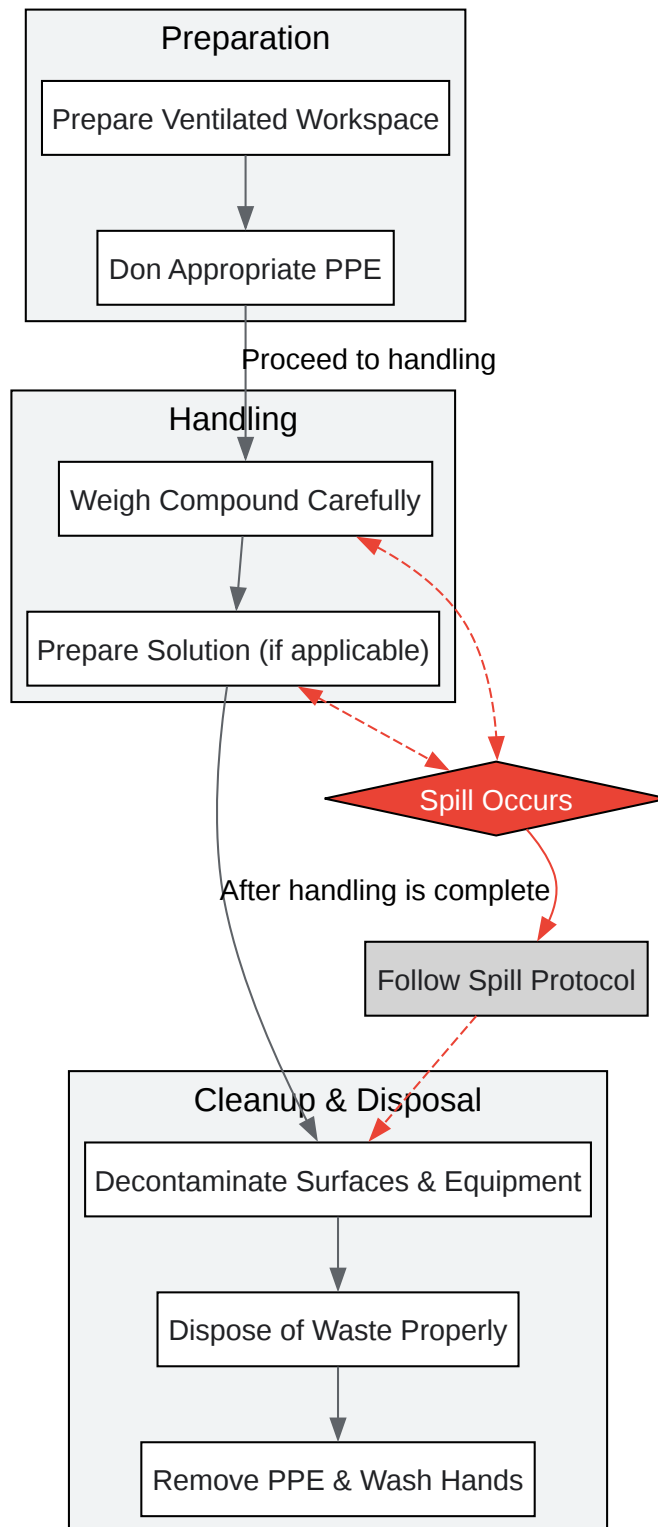 Preparation
Prepare Ventilated Workspace
Don Appropriate PPE
Proceed to handling
Handling
Weigh Compound Carefully
Prepare Solution (if applicable)
Spill Occurs
After handling is complete
Follow Spill Protocol
Cleanup & Disposal
Decontaminate Surfaces & Equipment
Dispose of Waste Properly
Remove PPE & Wash Hands